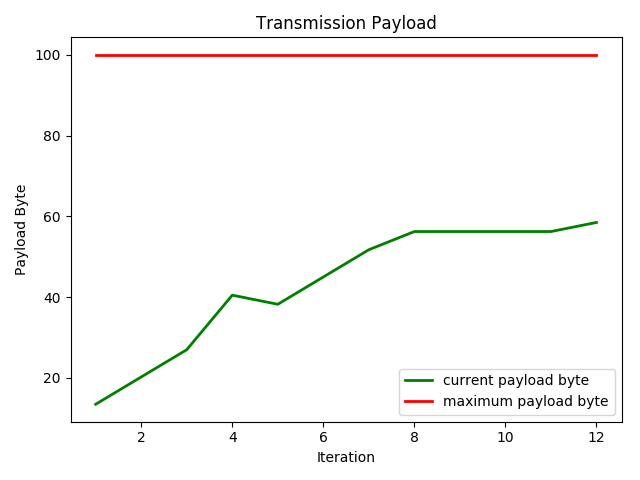 Transmission Payload
100
80
60
40
20
Payload Byte
current payload byte
maximum payload byte
2 4 6 8 10 12
Iteration